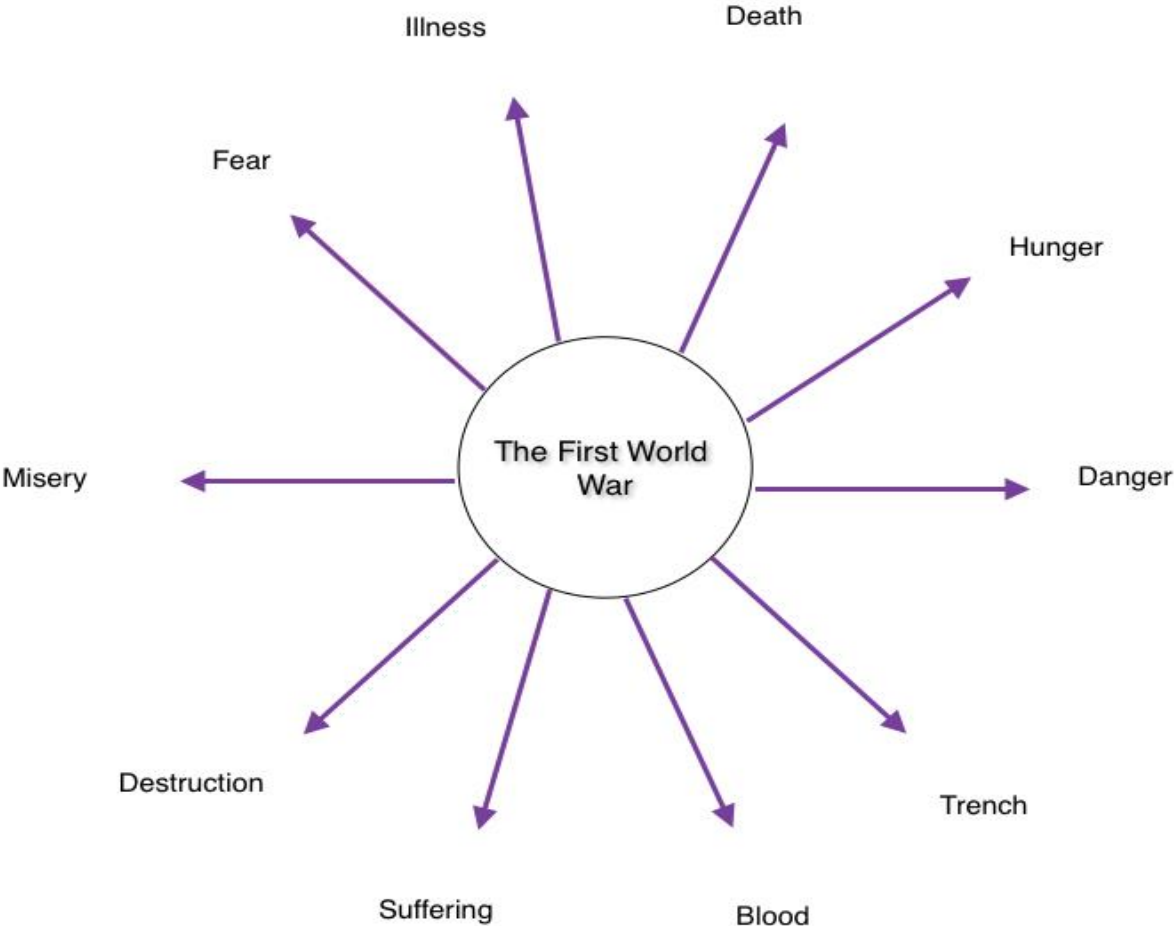 Illness
Death
Fear
Hunger
The First World
War
Misery
Danger
Destruction
Trench
Suffering
Blood